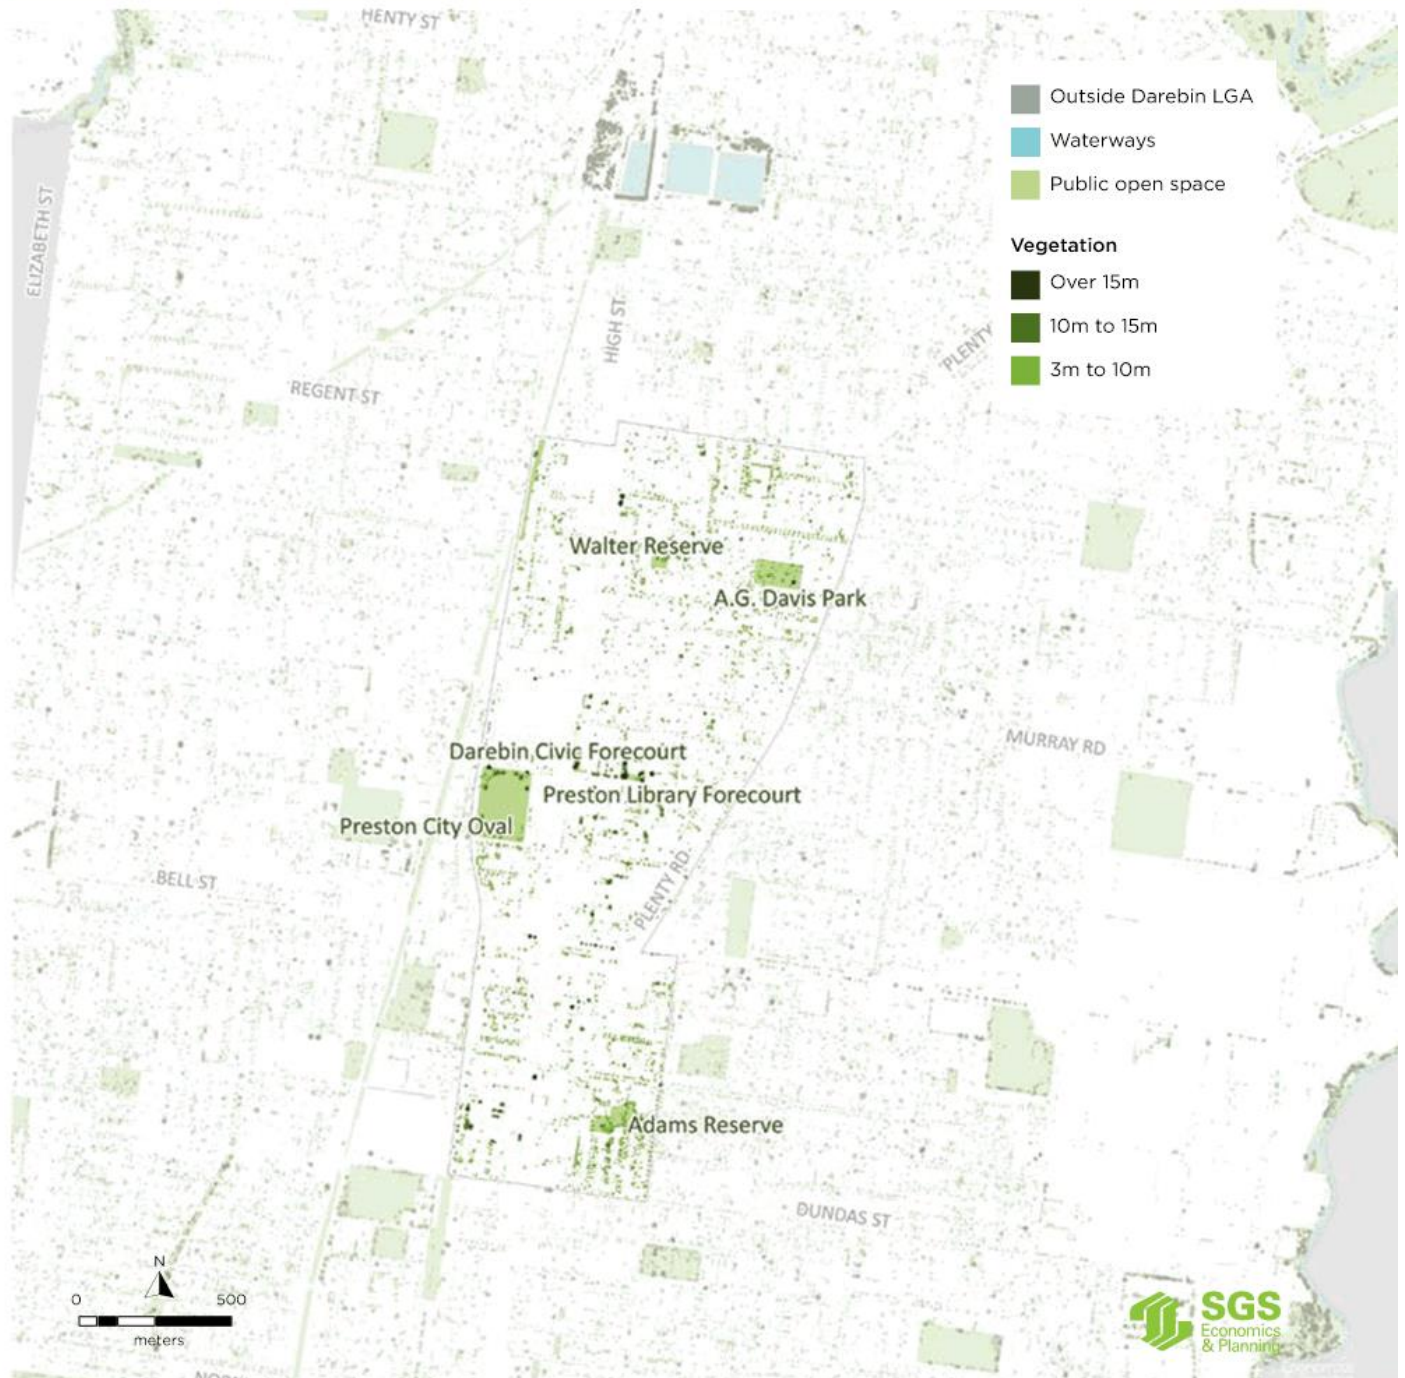 HENTY ST
Outside Darebin LGA
Waterways
Public open space
Vegetation
Over 15m
10m to 15m
3m to 10m
ELIZABETH ST
HIGH ST
PLENTY
REGENT ST
Walter Reserve
A.G. Davis Park
MURRAY RD
Darebin Civic Forecourt
Preston Library Forecourt
Preston City Oval
BELL ST
PLENTY RD
Adams Reserve
DUNDAS ST
N
0 500
meters
SGS
Economics
& Planning